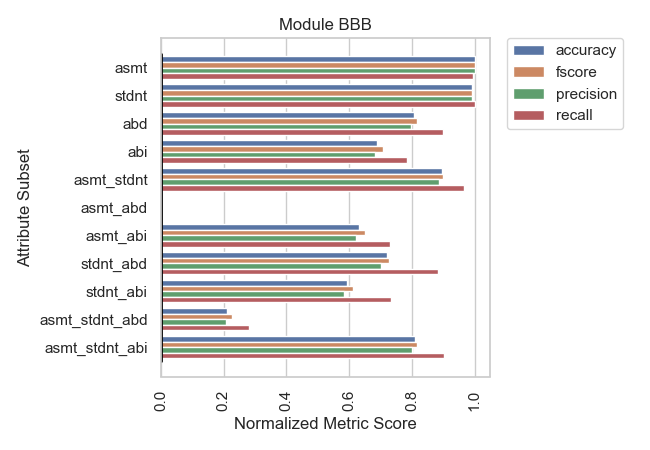 Module BBB
accuracy
fscore
precision
recall
Attribute Subset
asmt
stdnt
abd
abi
asmt_stdnt
asmt_abd
asmt_abi
stdnt_abd
stdnt_abi
asmt_stdnt_abd
asmt_stdnt_abi
0.0 0.2 0.4 0.6 0.8 1.0
Normalized Metric Score